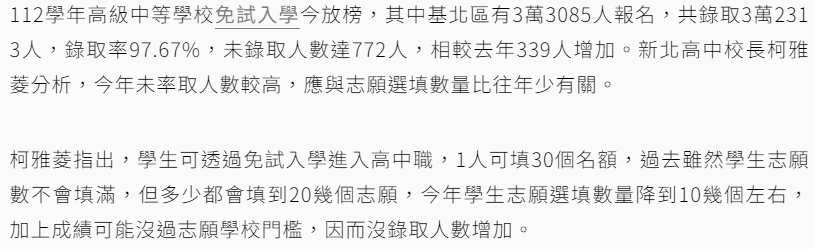 112學年高級中等學校免試入學今放榜，其中基北區有3萬3085人報名，共錄取3萬231
3人，錄取率97.67%，未錄取人數達772人，相較去年339人增加。新北高中校長柯雅
菱分析，今年未率取人數較高，應與志願選填數量比往年少有關。
柯雅菱指出，學生可透過免試入學進入高中職，1人可填30個名額，過去雖然學生志願
數不會填滿，但多少都會填到20幾個志願，今年學生志願選填數量降到10幾個左右，
加上成績可能沒過志願學校門檻，因而沒錄取人數增加。